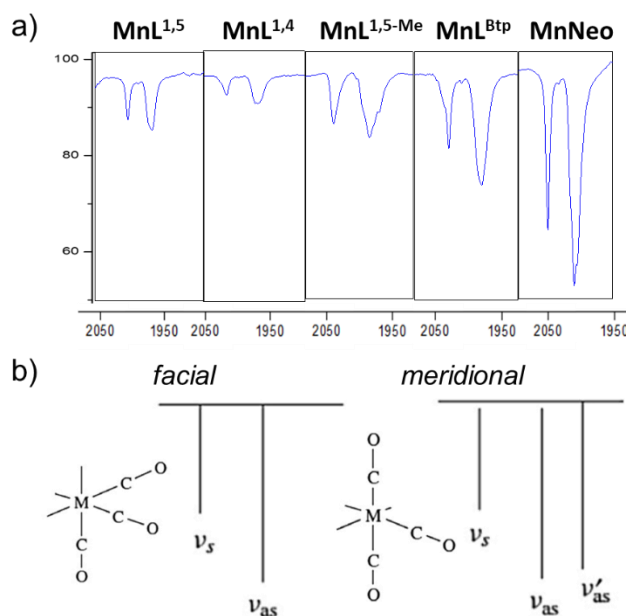 a)
MnL1,5 MnL1,4 MnL1,5-Me MnLBtp MnNeo
100
80
60
2050 1950 2050 1950 2050 1950 2050 1950 2050 1950
b)
facial meridional
M C O
C O
C
O
νs
νas
O
C
M
C O
C
O
νs
νas ν′as